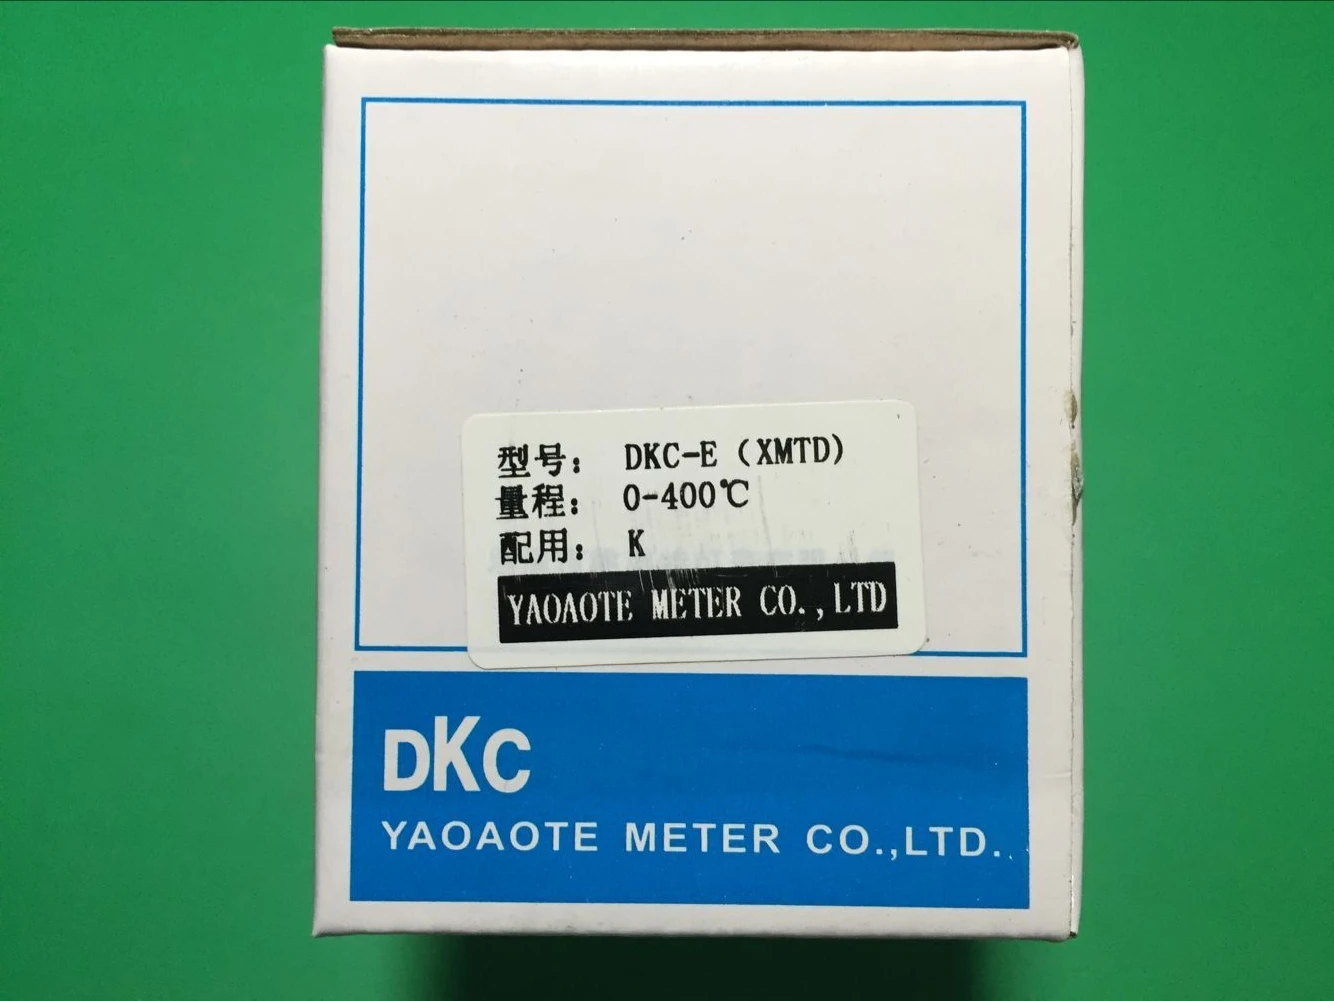 型号： DKC-E（XMTD）
量程： 0-400℃
配用： K
YAOAOTE METER CO.,LTD
DKC
YAOAOTE METER CO.,LTD.